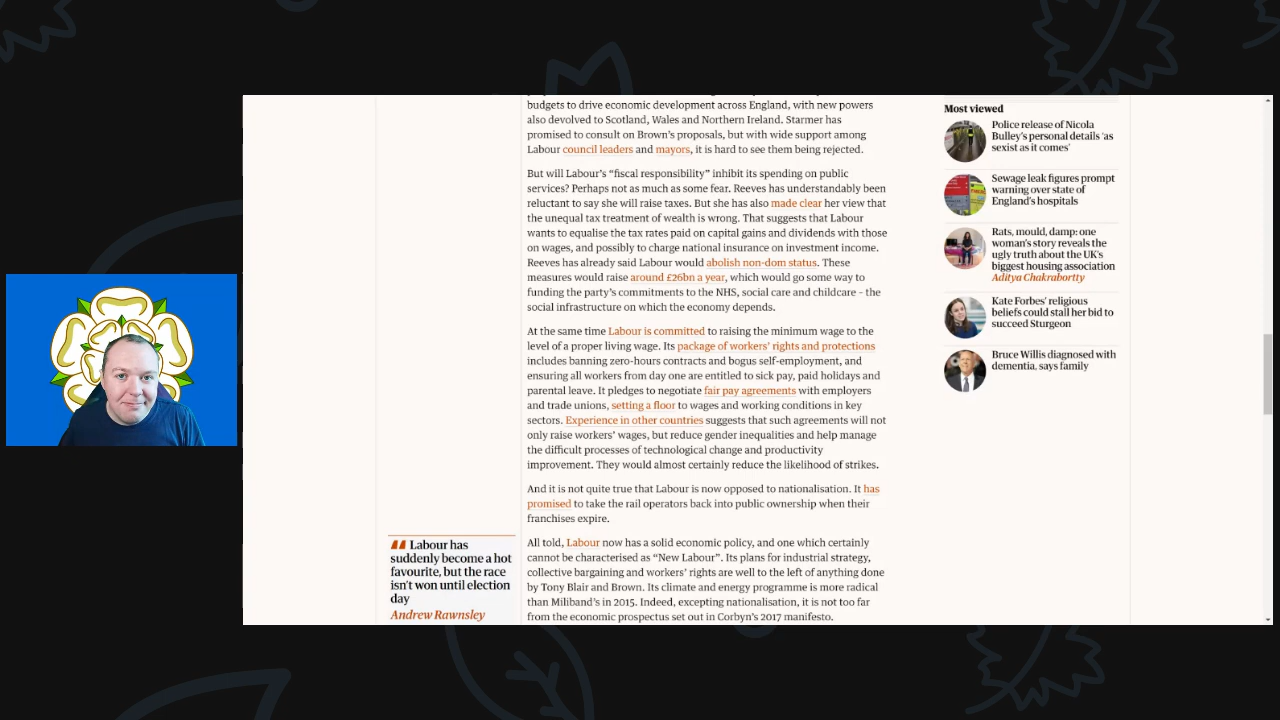 budgets to drive economic development across England, with new powers
also devolved to Scotland, Wales and Northern Ireland. Starmer has
promised to consult on Brown's proposals, but with wide support among
Labour council leaders and mayors, it is hard to see them being rejected.
But will Labour's “fiscal responsibility” inhibit its spending on public
services? Perhaps not as much as some fear. Reeves has understandably been
reluctant to say she will raise taxes. But she has also made clear her view that
the unequal tax treatment of wealth is wrong. That suggests that Labour
wants to equalise the tax rates paid on capital gains and dividends with those
on wages, and possibly to charge national insurance on investment income.
Reeves has already said Labour would abolish non-dom status. These
measures would raise around £26bn a year, which would go some way to
funding the party's commitments to the NHS, social care and childcare – the
social infrastructure on which the economy depends.
At the same time Labour is committed to raising the minimum wage to the
level of a proper living wage. Its package of workers' rights and protections
includes banning zero-hours contracts and bogus self-employment, and
ensuring all workers from day one are entitled to sick pay, paid holidays and
parental leave. It pledges to negotiate fair pay agreements with employers
and trade unions, setting a floor to wages and working conditions in key
sectors. Experience in other countries suggests that such agreements will not
only raise workers' wages, but reduce gender inequalities and help manage
the difficult processes of technological change and productivity
improvement. They would almost certainly reduce the likelihood of strikes.
And it is not quite true that Labour is now opposed to nationalisation. It has
promised to take the rail operators back into public ownership when their
franchises expire.
All told, Labour now has a solid economic policy, and one which certainly
cannot be characterised as “New Labour”. Its plans for industrial strategy,
collective bargaining and workers' rights are well to the left of anything done
by Tony Blair and Brown. Its climate and energy programme is more radical
than Miliband's in 2015. Indeed, excepting nationalisation, it is not too far
from the economic prospectus set out in Corbyn's 2017 manifesto.
Labour has
suddenly become a hot
favourite, but the race
isn't won until election
day
Andrew Rawnsley
Most viewed
Police release of Nicola
Bulley's personal details 'as
sexist as it comes'
Sewage leak figures prompt
warning over state of
England's hospitals
Rats, mould, damp: one
woman's story reveals the
ugly truth about the UK's
biggest housing association
Aditya Chakrabortty
Kate Forbes' religious
beliefs could stall her bid to
succeed Sturgeon
Bruce Willis diagnosed with
dementia, says family